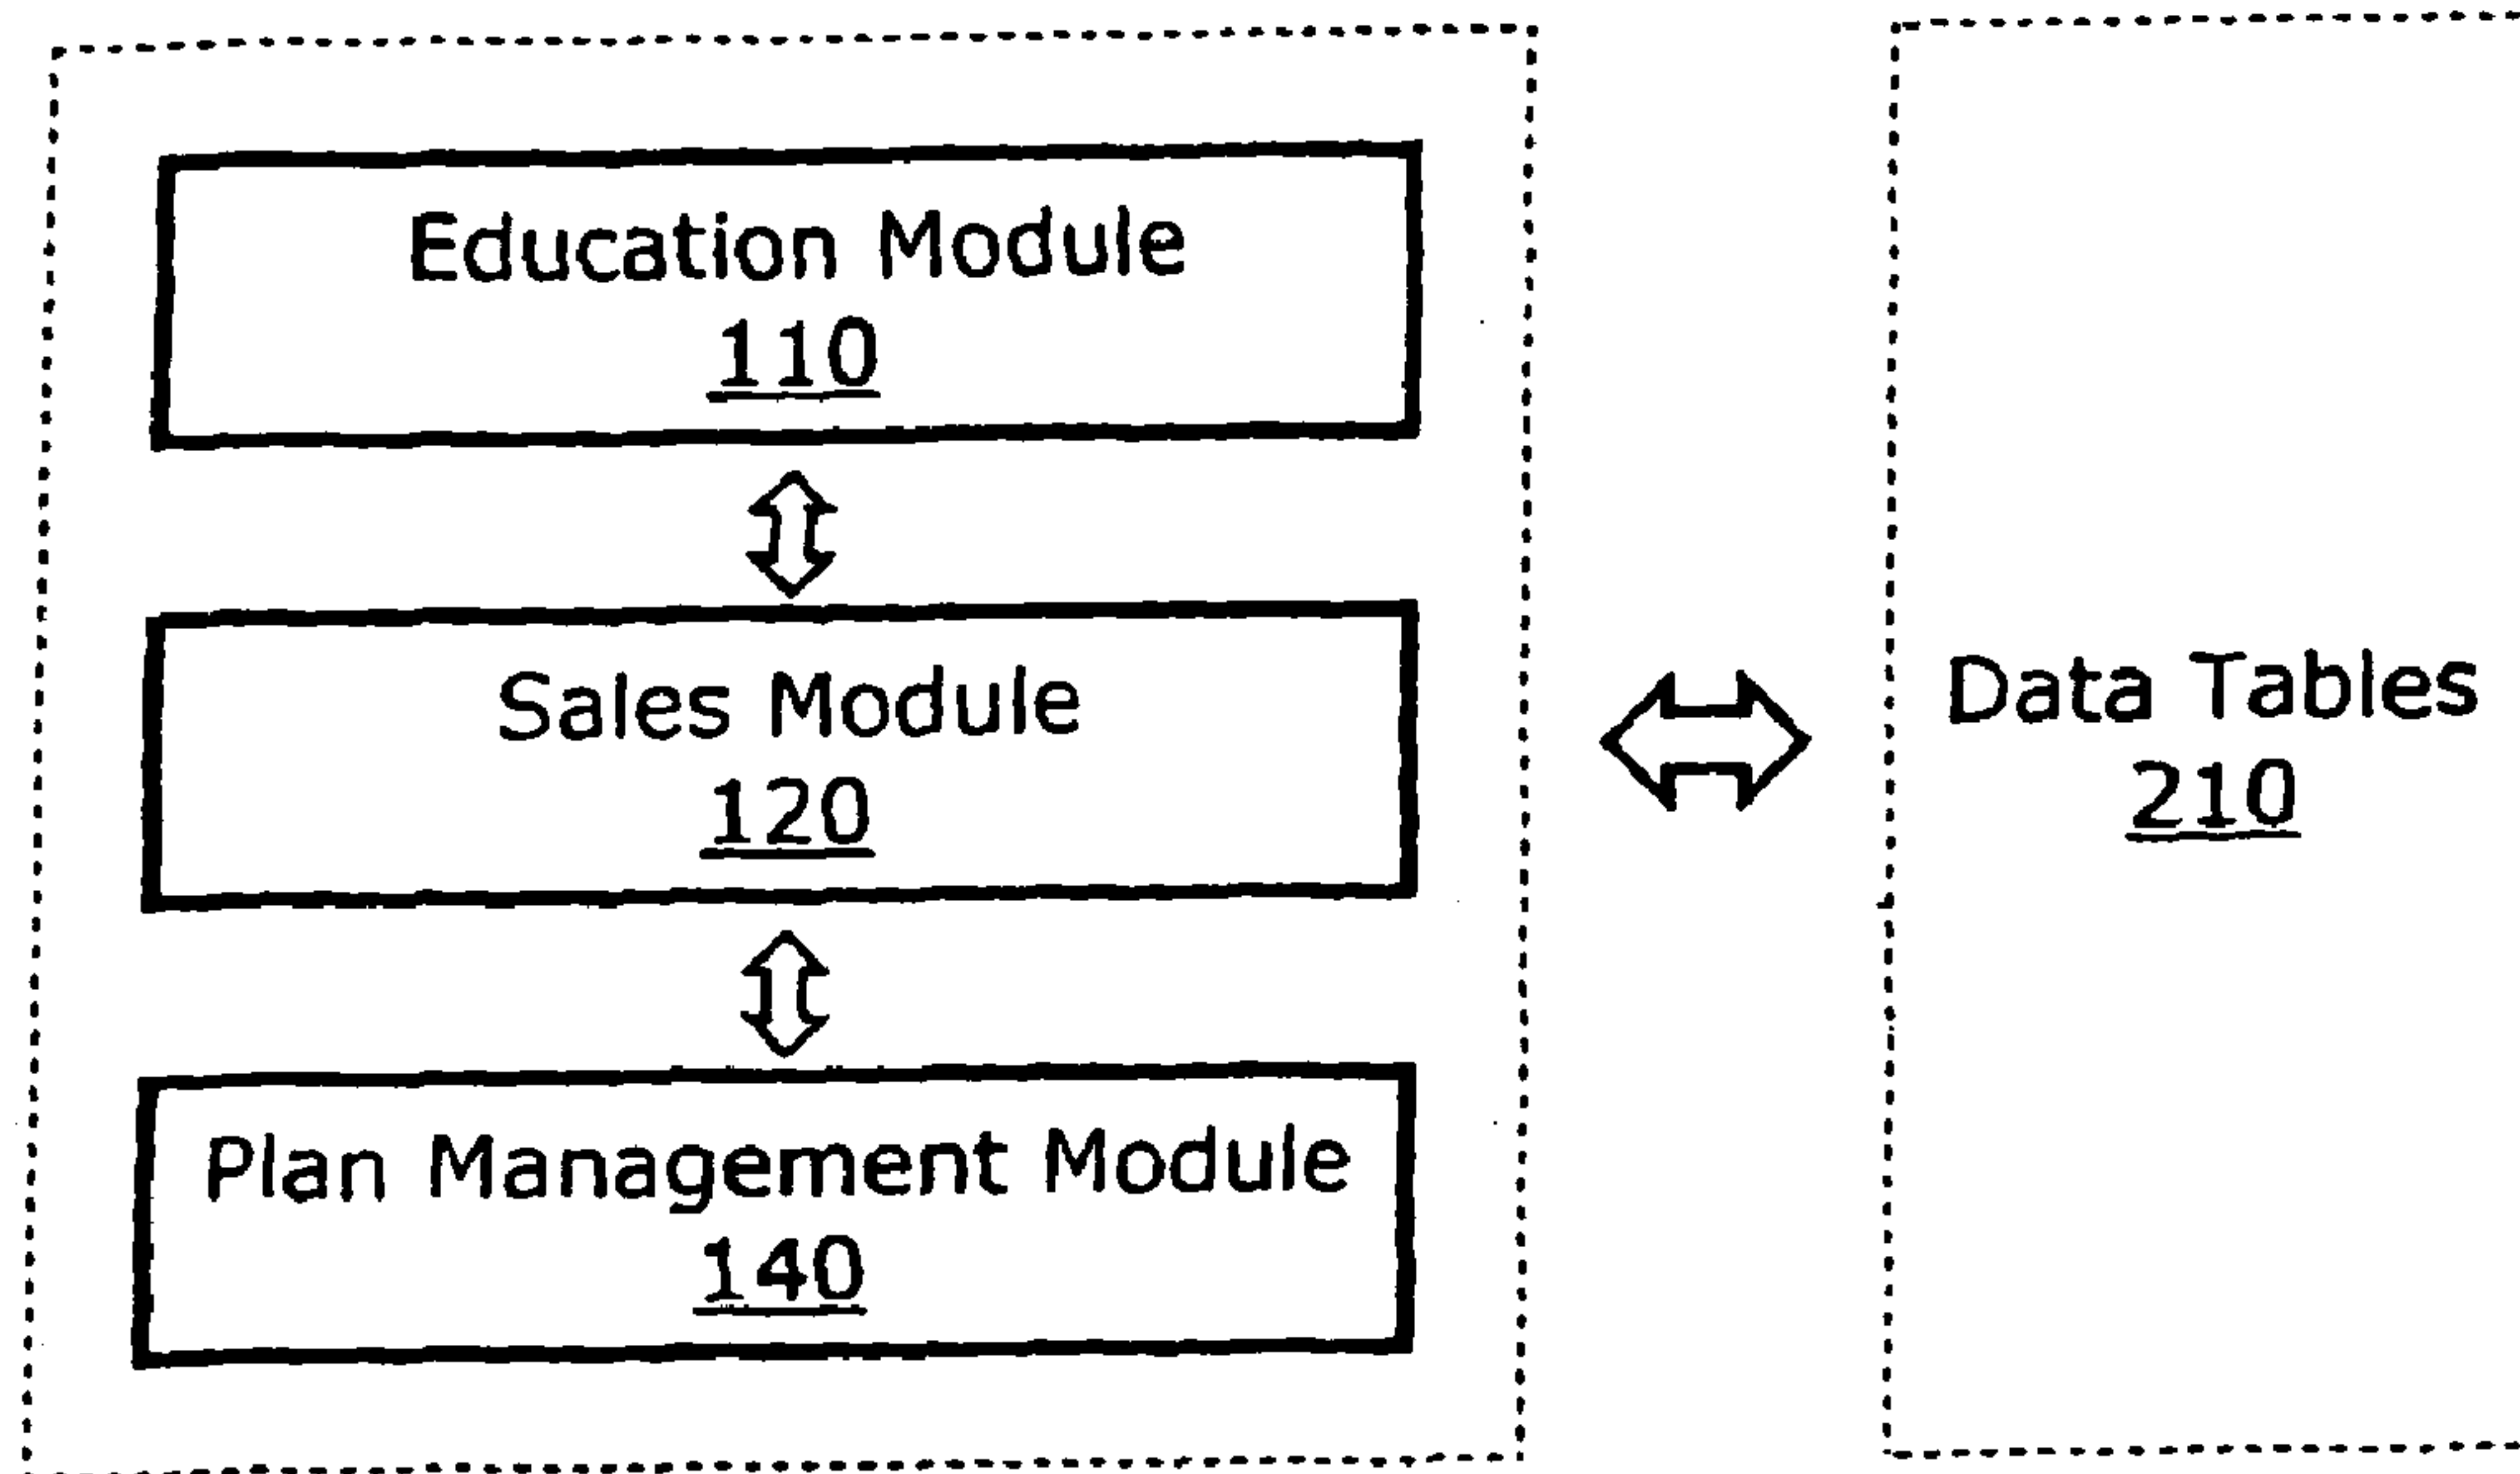 Education Module
110
Sales Module
120
Data Tables
210
Plan Management Module
140